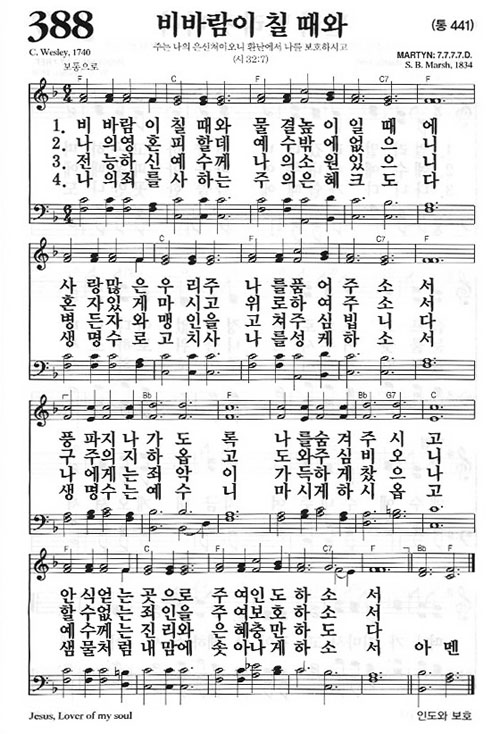 388
비바람이 칠 때와
(통 441)
C. Wesley, 1740
주는 나의 은신처이오니 환난에서 나를 보호하시고
(시 32:7)
MARTYN: 7.7.7.7.D.
S. B. Marsh, 1834
보통으로
F C F C7 F
1. 비바람이칠때와 물결높이일때에
2. 나의영혼피할데 예수밖에없으니
3. 전능하신예수께 나의소원있으니
4. 나의죄를사하는 주의은혜크도다
F C F C7 F
사랑많은우리주 나를품어주소서
혼자있게마시고 위로하여주소서
병든자와맹인을 고쳐주심빕니다
생명수로고치사 나를성케하소서
F Bb F Bb G7 C
풍파지나가도록 나를숨겨주시고
구주의지하옵고 도와주심비오니
나에게는죄악이 가득하게찼으나
생명수는예수니 마시게하시옵고
F C F C7 F Bb F
안식얻는곳으로 주여인도하소서
할수없는죄인을 주여보호하소서
예수께는진리와 은혜충만하도다
샘물처럼내맘에 솟아나게하소서 아멘
Jesus, Lover of my soul
인도와 보호